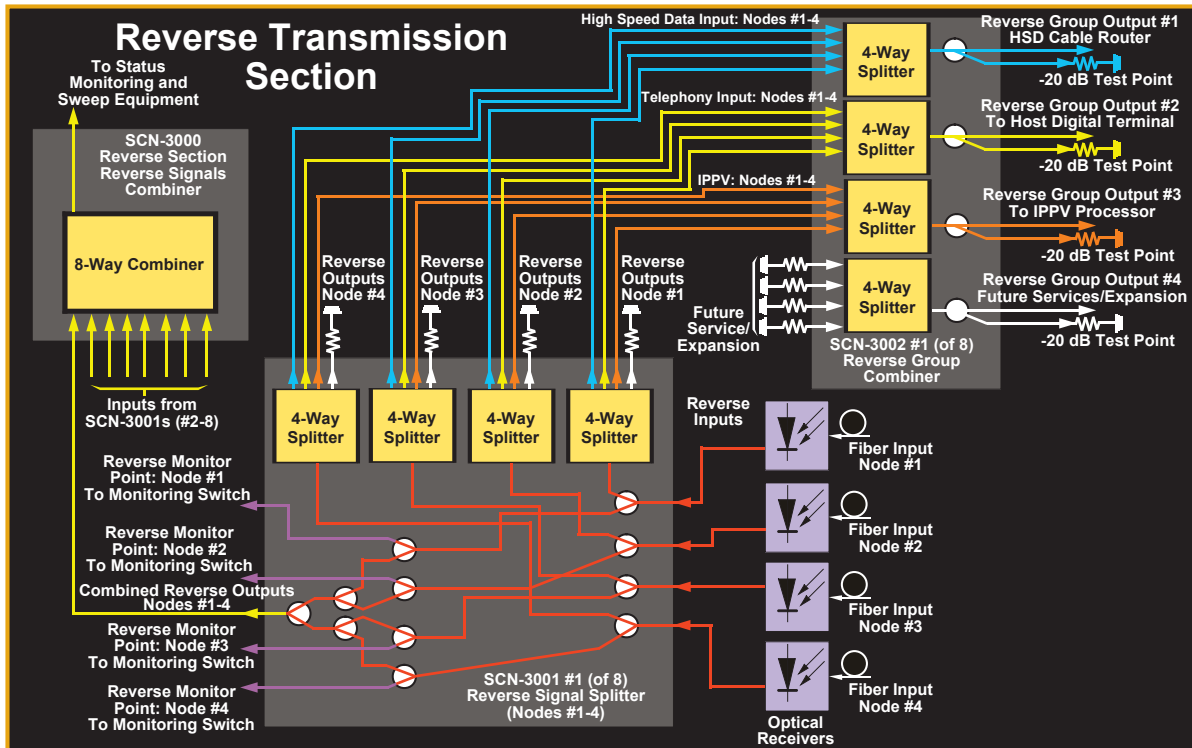 Reverse Transmission
Section
To Status
Monitoring and
Sweep Equipment
SCN-3000
Reverse Section
Reverse Signals
Combiner
8-Way Combiner
Inputs from
SCN-3001s (#2-8)
High Speed Data Input: Nodes #1-4
Telephony Input: Nodes #1-4
IPPV: Nodes #1-4
4-Way
Splitter
4-Way
Splitter
4-Way
Splitter
4-Way
Splitter
Future
Service/
Expansion
SCN-3002 #1 (of 8)
Reverse Group
Combiner
Reverse Group Output #1
HSD Cable Router
-20 dB Test Point
Reverse Group Output #2
To Host Digital Terminal
-20 dB Test Point
Reverse Group Output #3
To IPPV Processor
-20 dB Test Point
Reverse Group Output #4
Future Services/Expansion
-20 dB Test Point
Reverse
Outputs
Node #4
Reverse
Outputs
Node #3
Reverse
Outputs
Node #2
Reverse
Outputs
Node #1
4-Way
Splitter
4-Way
Splitter
4-Way
Splitter
4-Way
Splitter
Reverse
Inputs
Fiber Input
Node #1
Fiber Input
Node #2
Fiber Input
Node #3
Fiber Input
Node #4
Optical
Receivers
Reverse Monitor
Point: Node #1
To Monitoring Switch
Reverse Monitor
Point: Node #2
To Monitoring Switch
Combined Reverse Outputs
Nodes #1-4
Reverse Monitor
Point: Node #3
To Monitoring Switch
Reverse Monitor
Point: Node #4
To Monitoring Switch
SCN-3001 #1 (of 8)
Reverse Signal Splitter
(Nodes #1-4)